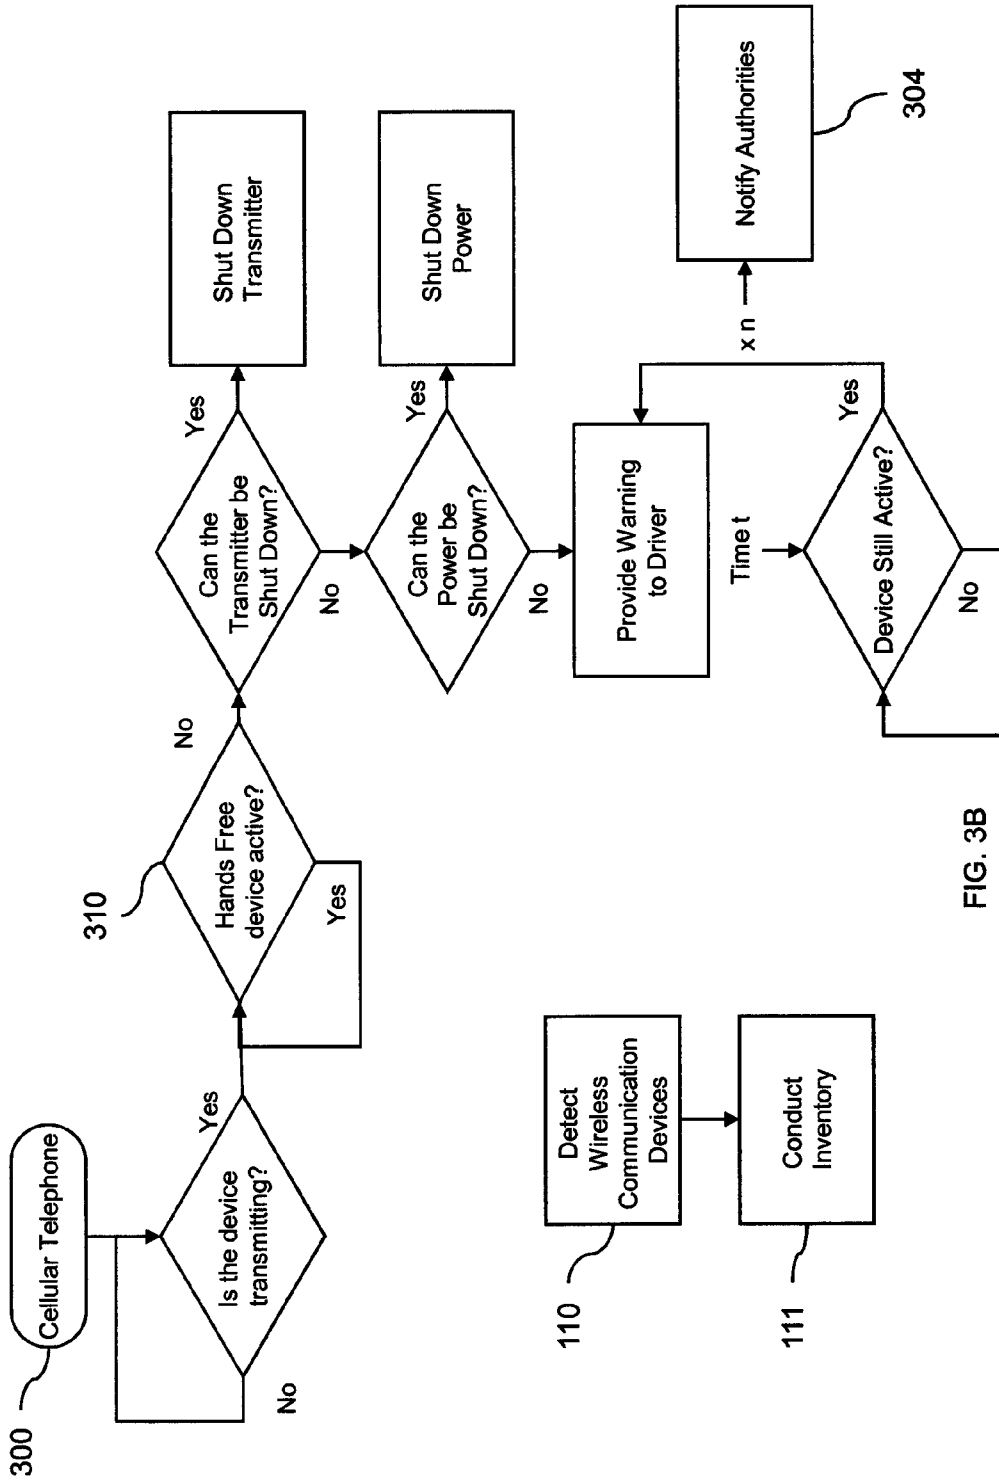 300
Cellular Telephone
Is the device
transmitting?
No
Yes
310
Hands Free
device active?
Yes
No
Can the
Transmitter be
Shut Down?
Yes
Shut Down
Transmitter
No
Can the
Power be
Shut Down?
Yes
Shut Down
Power
No
Provide Warning
to Driver
Time t
Device Still Active?
Yes
No
x n
Notify Authorities
304
110
Detect
Wireless
Communication
Devices
111
Conduct
Inventory
FIG. 3B